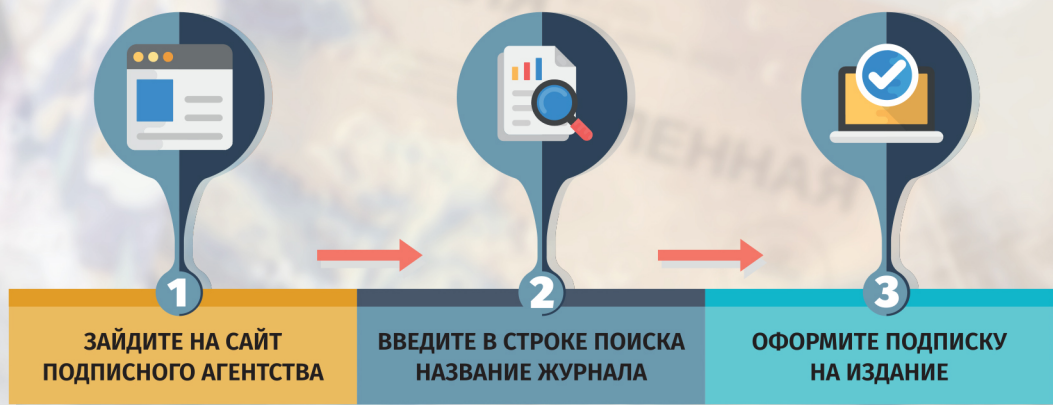 1
ЗАЙДИТЕ НА САЙТ
ПОДПИСНОГО АГЕНТСТВА
2
ВВЕДИТЕ В СТРОКЕ ПОИСКА
НАЗВАНИЕ ЖУРНАЛА
3
ОФОРМИТЕ ПОДПИСКУ
НА ИЗДАНИЕ